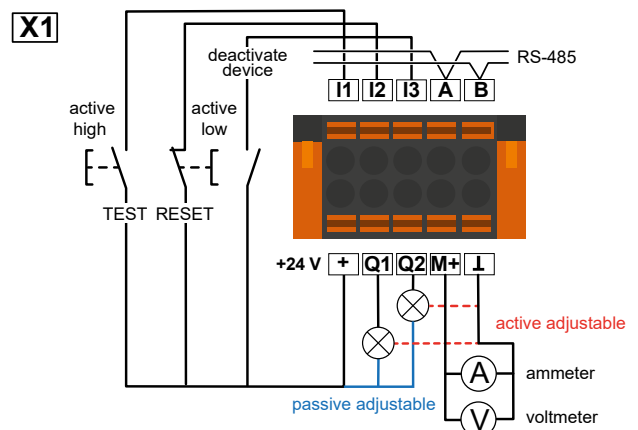 X1
deactivate
device
RS-485
I1 I2 I3 A B
active
high
active
low
TEST RESET
+24 V + Q1 Q2 M+ ⊥
active adjustable
passive adjustable
A ammeter
V voltmeter